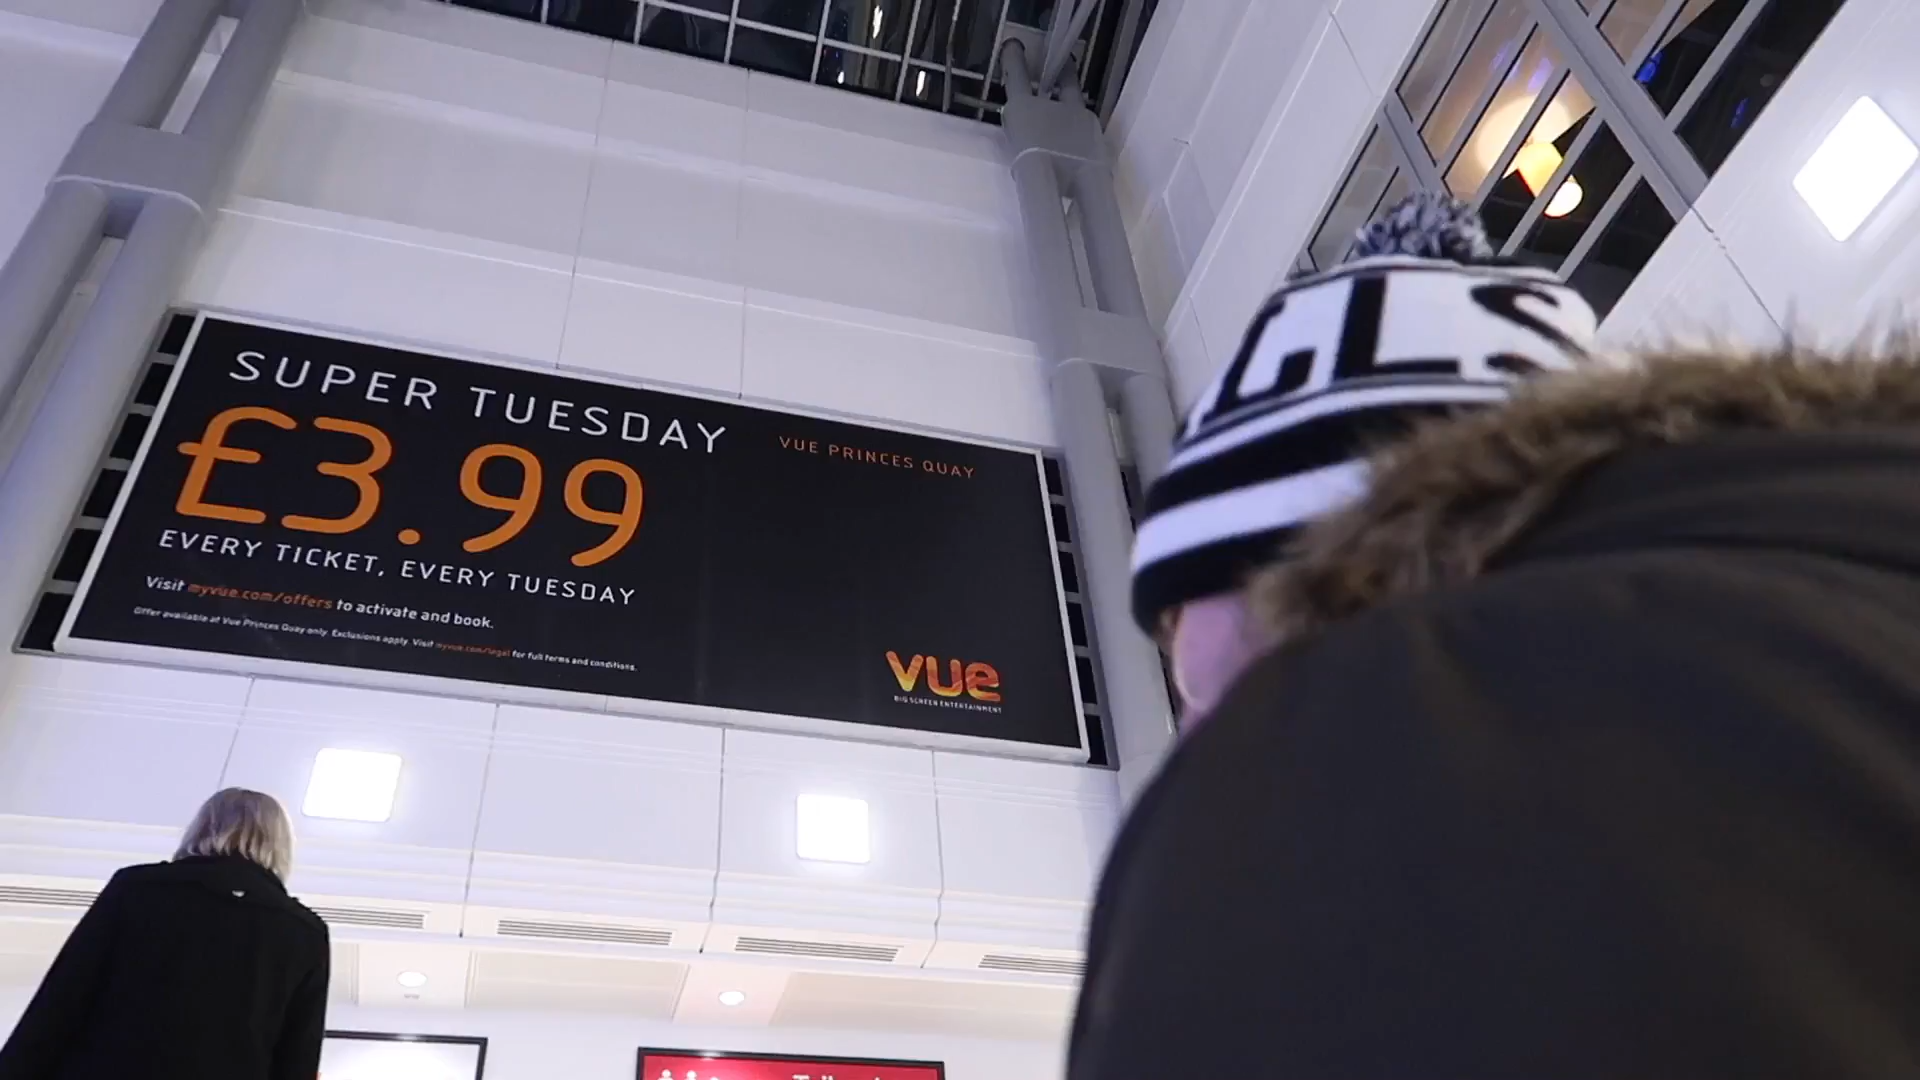 SUPER TUESDAY
£3.99
VUE PRINCES QUAY
EVERY TICKET, EVERY TUESDAY
Visit myvue.com/offers to activate and book.
Offer available at Vue Princes Quay only. Exclusions apply. Visit myvue.com/legal for full terms and conditions.
vue
BIG SCREEN ENTERTAINMENT
LS